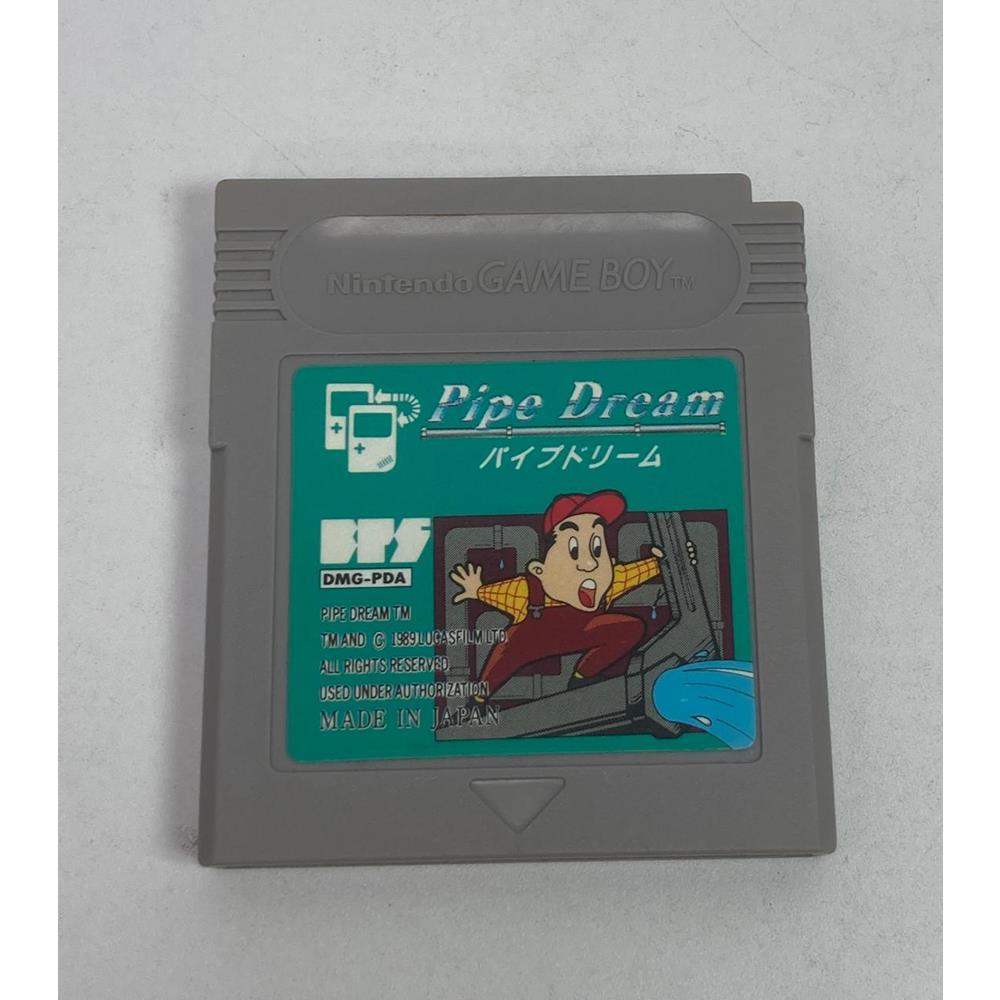 Nintendo GAME BOY TM
Pipe Dream
パイプドリーム
BPS
DMG-PDA
PIPE DREAM TM
TM AND © 1989 LUCASFILM LTD.
ALL RIGHTS RESERVED.
USED UNDER AUTHORIZATION
MADE IN JAPAN